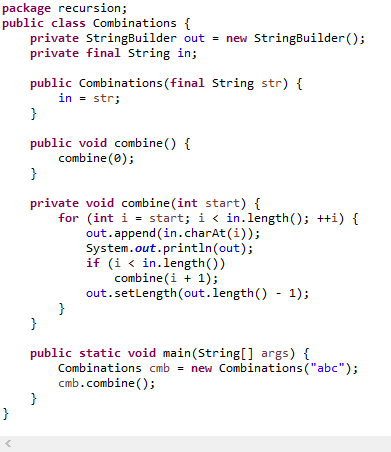 package recursion;
public class Combinations {
    private StringBuilder out = new StringBuilder();
    private final String in;

    public Combinations(final String str) {
        in = str;
    }

    public void combine() {
        combine(0);
    }

    private void combine(int start) {
        for (int i = start; i < in.length(); ++i) {
            out.append(in.charAt(i));
            System.out.println(out);
            if (i < in.length())
                combine(i + 1);
            out.setLength(out.length() - 1);
        }
    }

    public static void main(String[] args) {
        Combinations cmb = new Combinations("abc");
        cmb.combine();
    }
}